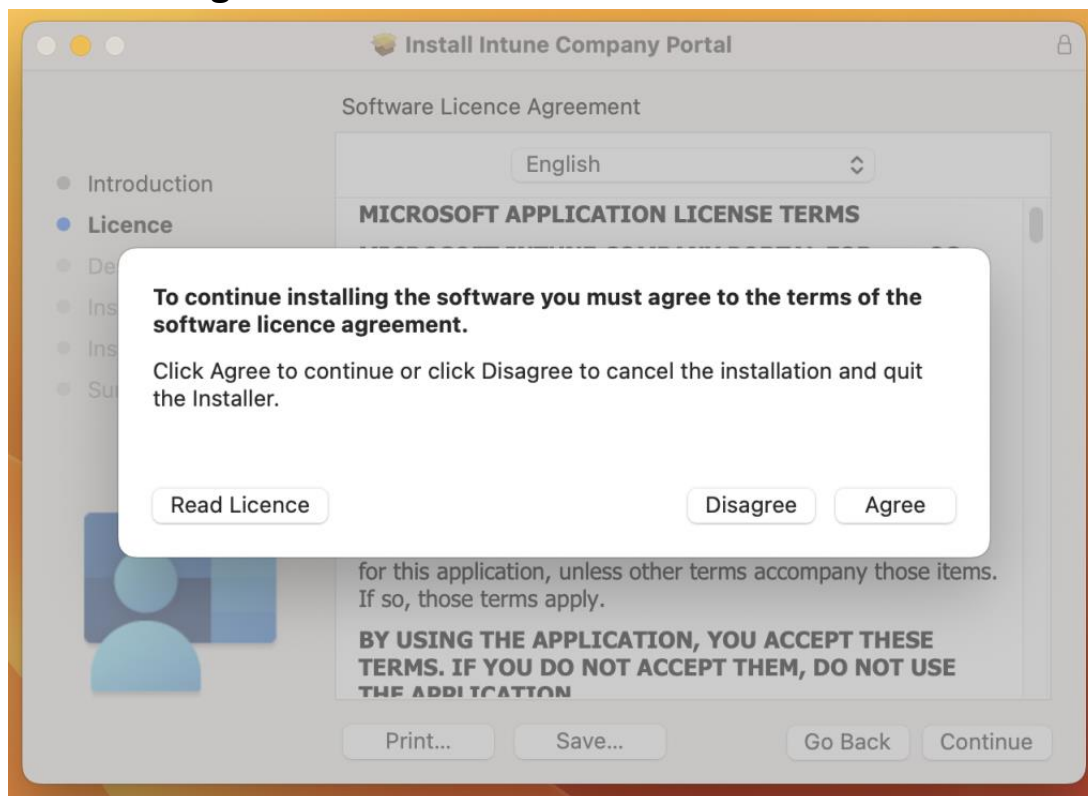 Install Intune Company Portal
Software Licence Agreement
English
Introduction
Licence
MICROSOFT APPLICATION LICENSE TERMS
To continue installing the software you must agree to the terms of the
software licence agreement.
Click Agree to continue or click Disagree to cancel the installation and quit
the Installer.
Read Licence
Disagree
Agree
for this application, unless other terms accompany those items.
If so, those terms apply.
BY USING THE APPLICATION, YOU ACCEPT THESE
TERMS. IF YOU DO NOT ACCEPT THEM, DO NOT USE
THE APPLICATION
Print...
Save...
Go Back
Continue